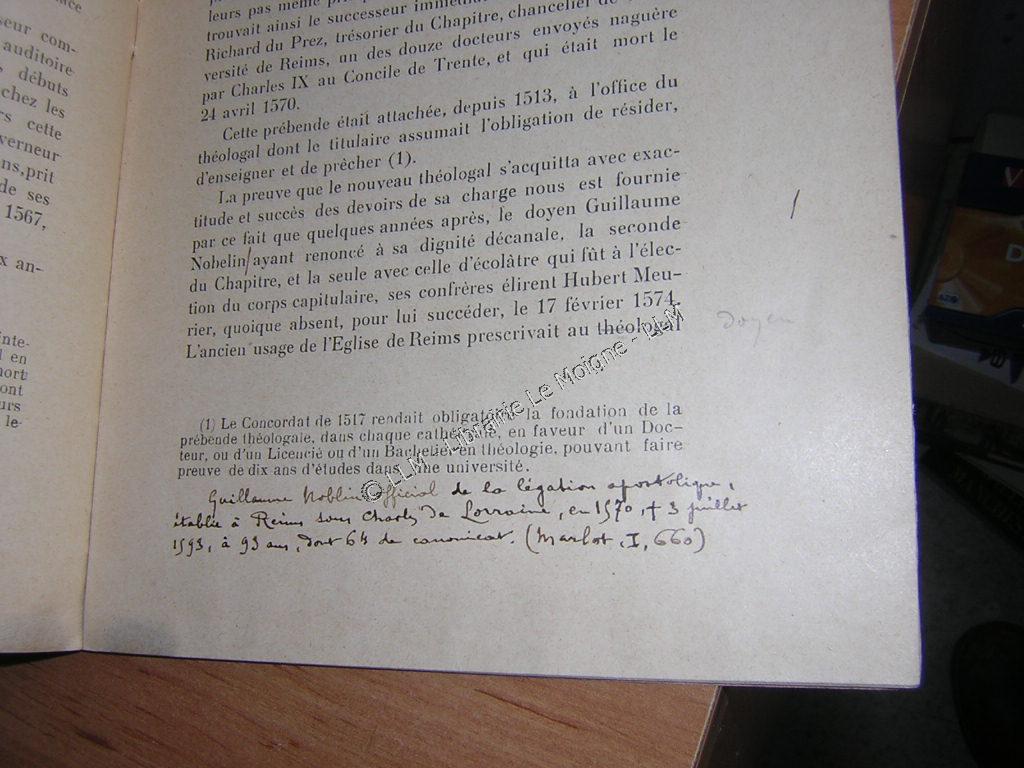 eur com-
auditoire
débuts
chez les
cette
verneur
ns, prit
de ses
1567,
x an-
inte-
l en
mort
ont
urs
le-
leurs pas même
trouvait ainsi le successeur
Richard du Prez, trésorier du Chapitre, chancelier de
versité de Reims, un des douze docteurs envoyés naguère
par Charles IX au Concile de Trente, et qui était mort le
24 avril 1570.
Cette prébende était attachée, depuis 1513, à l'office du
théologal dont le titulaire assumait l'obligation de résider,
d'enseigner et de prêcher (1).
La preuve que le nouveau théologal s'acquitta avec exac-
titude et succès des devoirs de sa charge nous est fournie
par ce fait que quelques années après, le doyen Guillaume
Nobelin/ayant renoncé à sa dignité décanale, la seconde
du Chapitre, et la seule avec celle d'écolâtre qui fût à l'élec-
tion du corps capitulaire, ses confrères élirent Hubert Meu-
rier, quoique absent, pour lui succéder, le 17 février 1574.
L'ancien usage de l'Eglise de Reims prescrivait au théologal
doyen
(1) Le Concordat de 1517 rendait obligatoire la fondation de la
prébende théologale, dans chaque cathédrale, en faveur d'un Doc-
teur, ou d'un Licencié ou d'un Bachelier en théologie, pouvant faire
preuve de dix ans d'études dans une université.
Guillaume Noblin official de la légation apostolique,
établie à Reims sous Charles de Lorraine, en 1570, † 3 juillet
1593, à 93 ans, dont 64 de canonicat. (Marlot, I, 660)
© LLM - Librairie Le Moigne - LLM